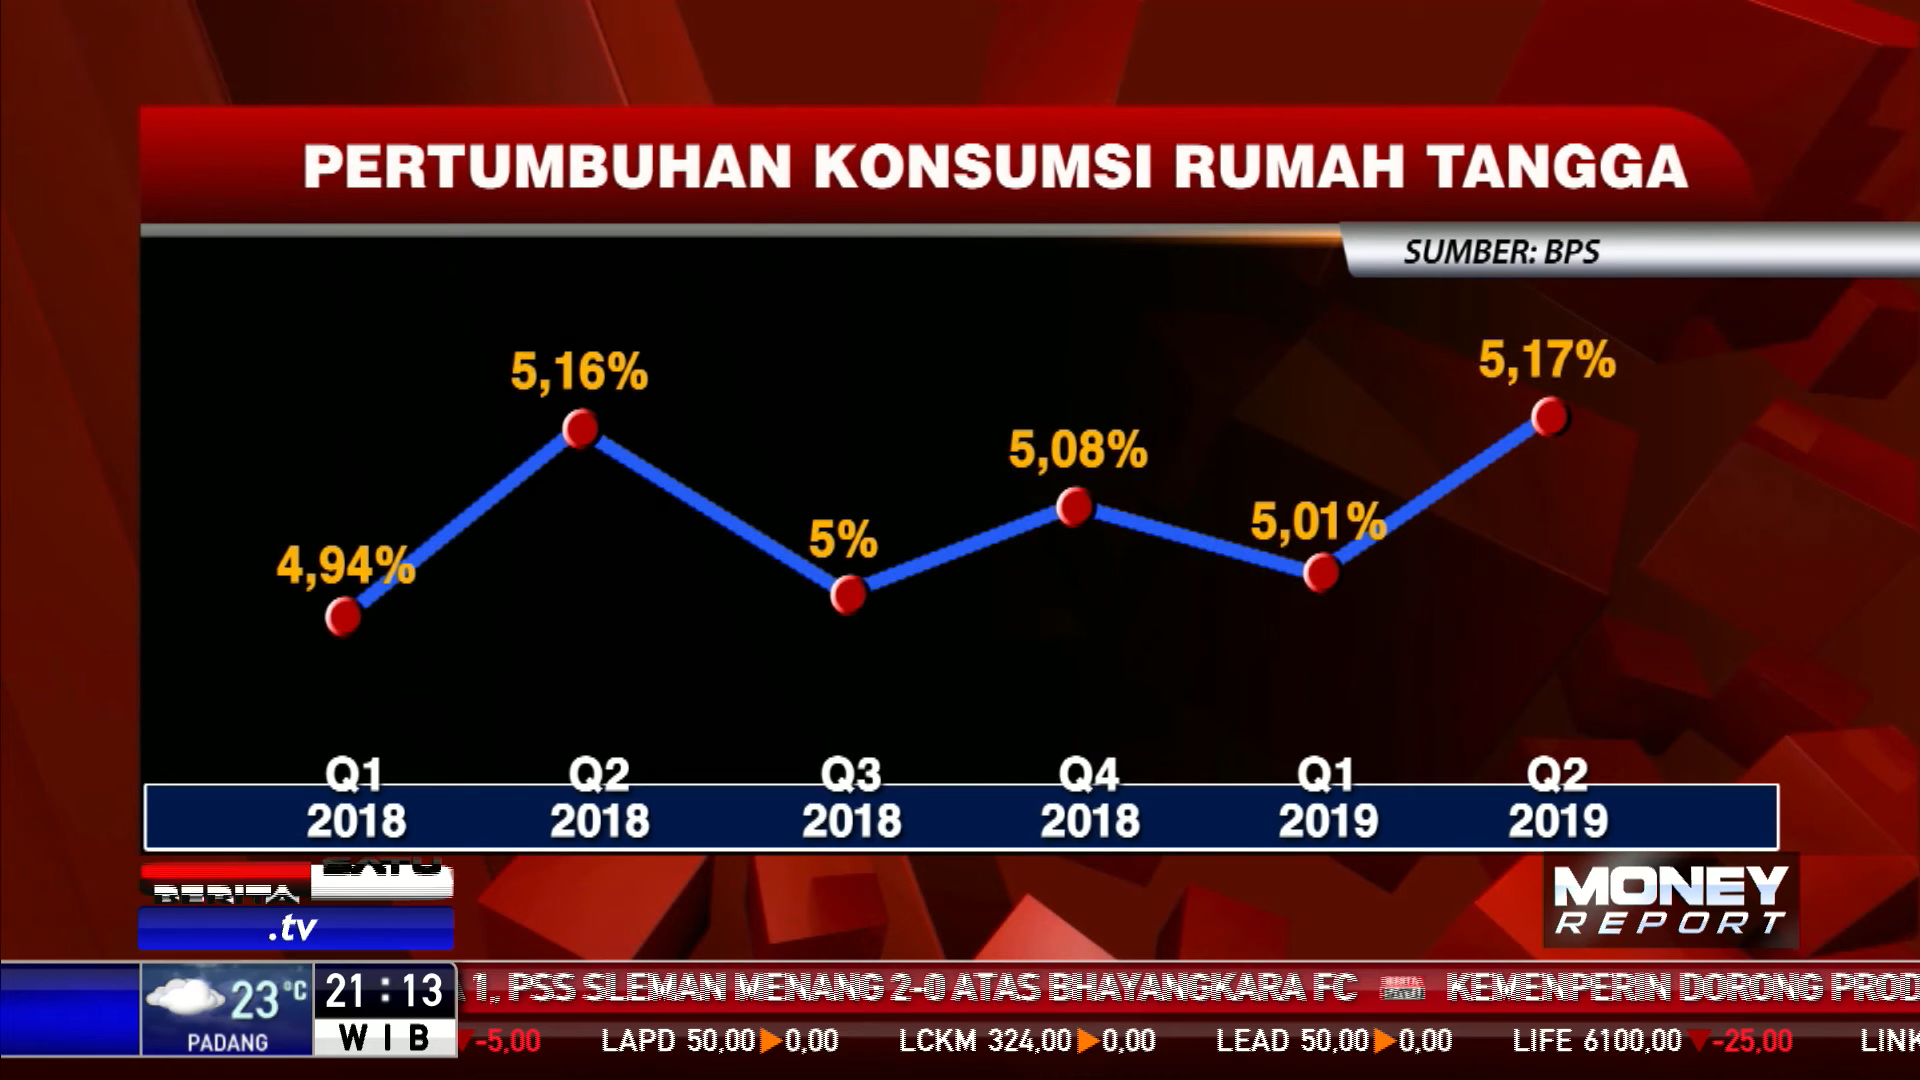 PERTUMBUHAN KONSUMSI RUMAH TANGGA
SUMBER: BPS
4,94%
5,16%
5%
5,08%
5,01%
5,17%
Q1 2018
Q2 2018
Q3 2018
Q4 2018
Q1 2019
Q2 2019
BERITA SATU
.tv
MONEY
REPORT
23°C
PADANG
21:13
WIB
1, PSS SLEMAN MENANG 2-0 ATAS BHAYANGKARA FC KEMENPERIN DORONG PROD
-5,00 LAPD 50,00 0,00 LCKM 324,00 0,00 LEAD 50,00 0,00 LIFE 6100,00 -25,00 LINK